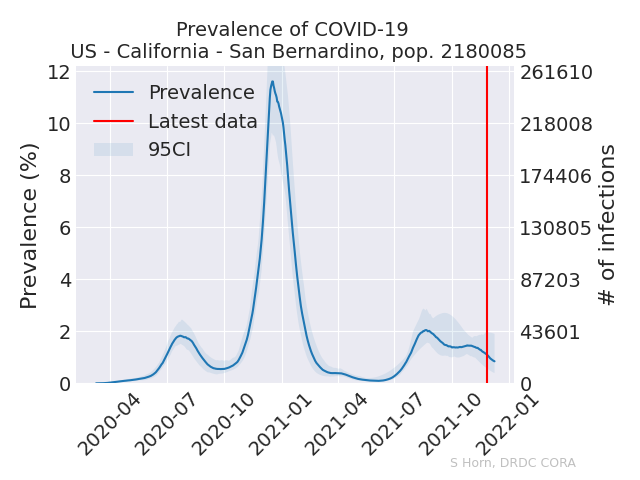 Prevalence of COVID-19
US - California - San Bernardino, pop. 2180085
Prevalence
Latest data
95CI
Prevalence (%)
12
10
8
6
4
2
0
261610
218008
174406
130805
87203
43601
0
# of infections
2020-04
2020-07
2020-10
2021-01
2021-04
2021-07
2021-10
2022-01
S Horn, DRDC CORA